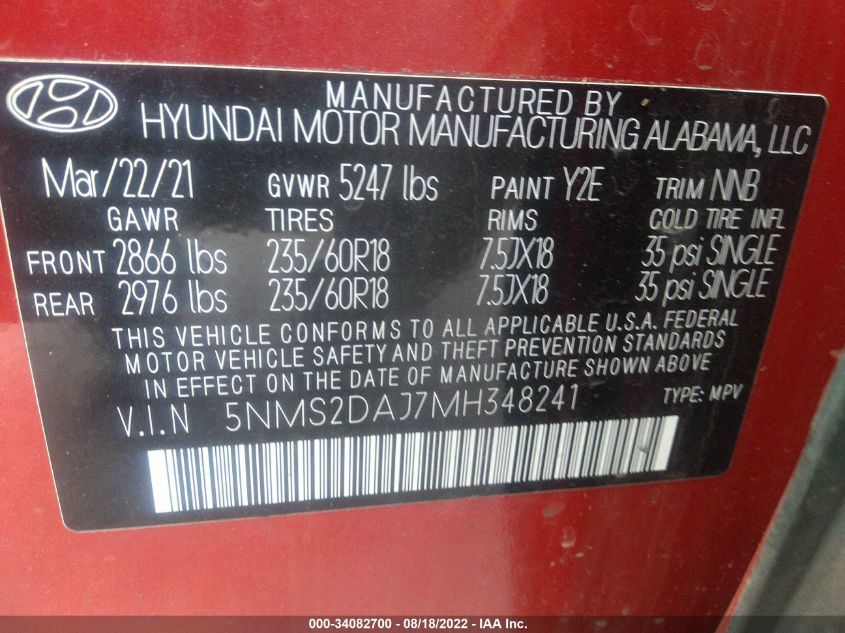 MANUFACTURED BY
HYUNDAI MOTOR MANUFACTURING ALABAMA, LLC
Mar/22/21 GVWR 5247 lbs PAINT Y2E TRIM NNB
GAWR TIRES RIMS COLD TIRE INFL
FRONT 2866 lbs 235/60R18 7.5JX18 35 psi SINGLE
REAR 2976 lbs 235/60R18 7.5JX18 35 psi SINGLE
THIS VEHICLE CONFORMS TO ALL APPLICABLE U.S.A. FEDERAL
MOTOR VEHICLE SAFETY AND THEFT PREVENTION STANDARDS
IN EFFECT ON THE DATE OF MANUFACTURE SHOWN ABOVE
V.I.N 5NMS2DAJ7MH348241 TYPE: MPV
000-34082700 - 08/18/2022 - IAA Inc.